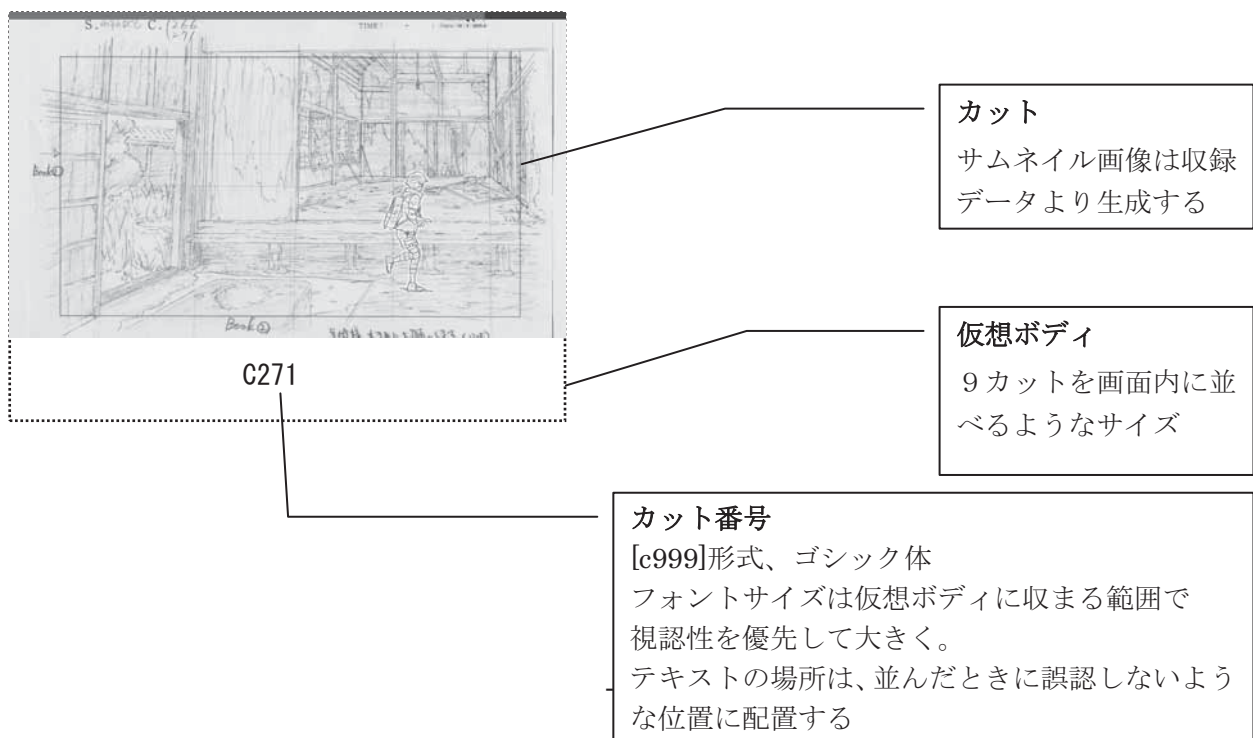 S. C. 266
271
TIME:
Book①
Book②
C271
カット
サムネイル画像は収録
データより生成する
仮想ボディ
９カットを画面内に並
べるようなサイズ
カット番号
[c999]形式、ゴシック体
フォントサイズは仮想ボディに収まる範囲で
視認性を優先して大きく。
テキストの場所は、並んだときに誤認しないよう
な位置に配置する